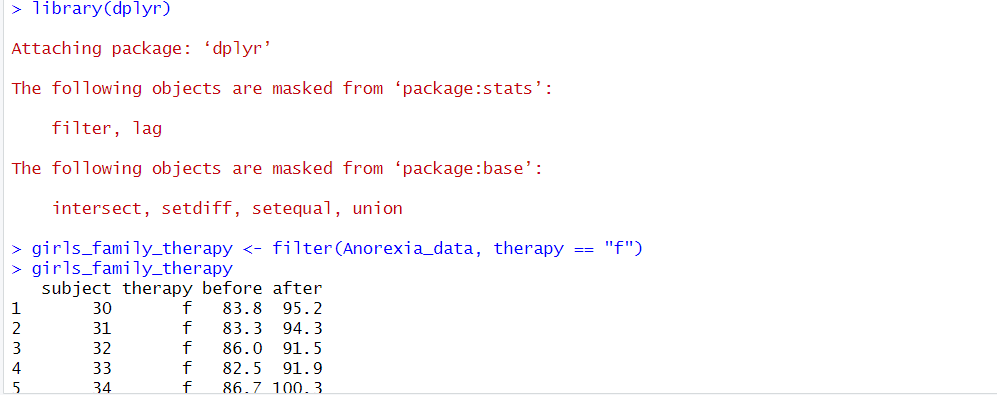 > library(dplyr)
Attaching package: ‘dplyr’
The following objects are masked from ‘package:stats’:
filter, lag
The following objects are masked from ‘package:base’:
intersect, setdiff, setequal, union
> girls_family_therapy <- filter(Anorexia_data, therapy == "f")
> girls_family_therapy
subject therapy before after
1 30 f 83.8 95.2
2 31 f 83.3 94.3
3 32 f 86.0 91.5
4 33 f 82.5 91.9
5 34 f 86.7 100.3